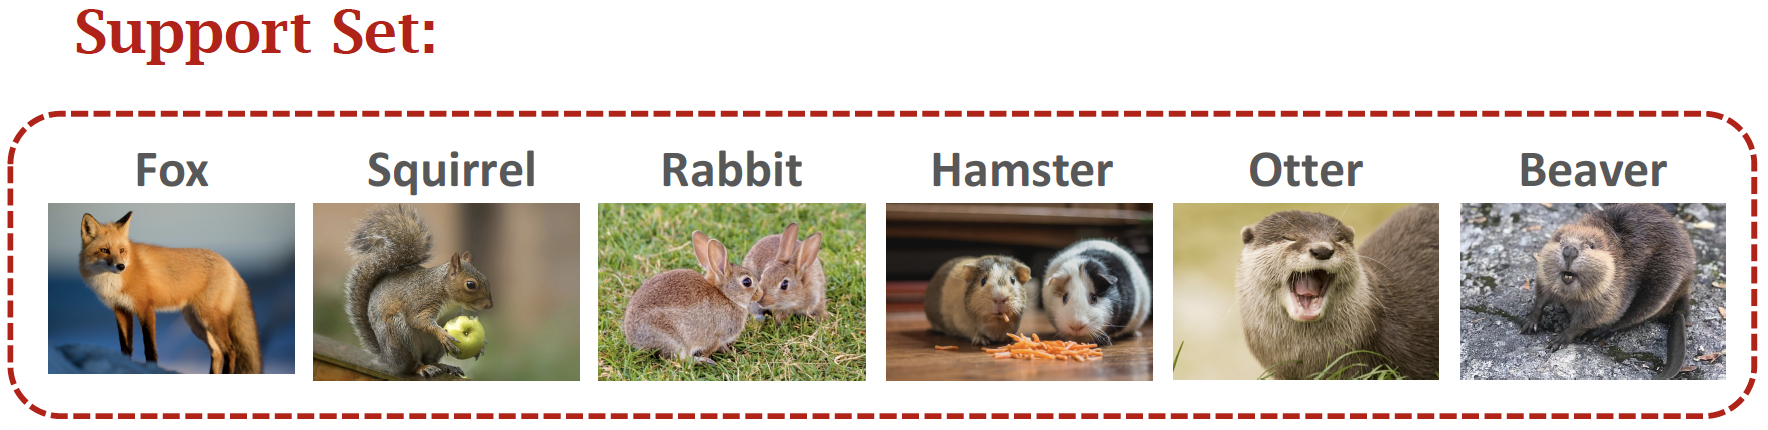 Support Set:
Fox Squirrel Rabbit Hamster Otter Beaver